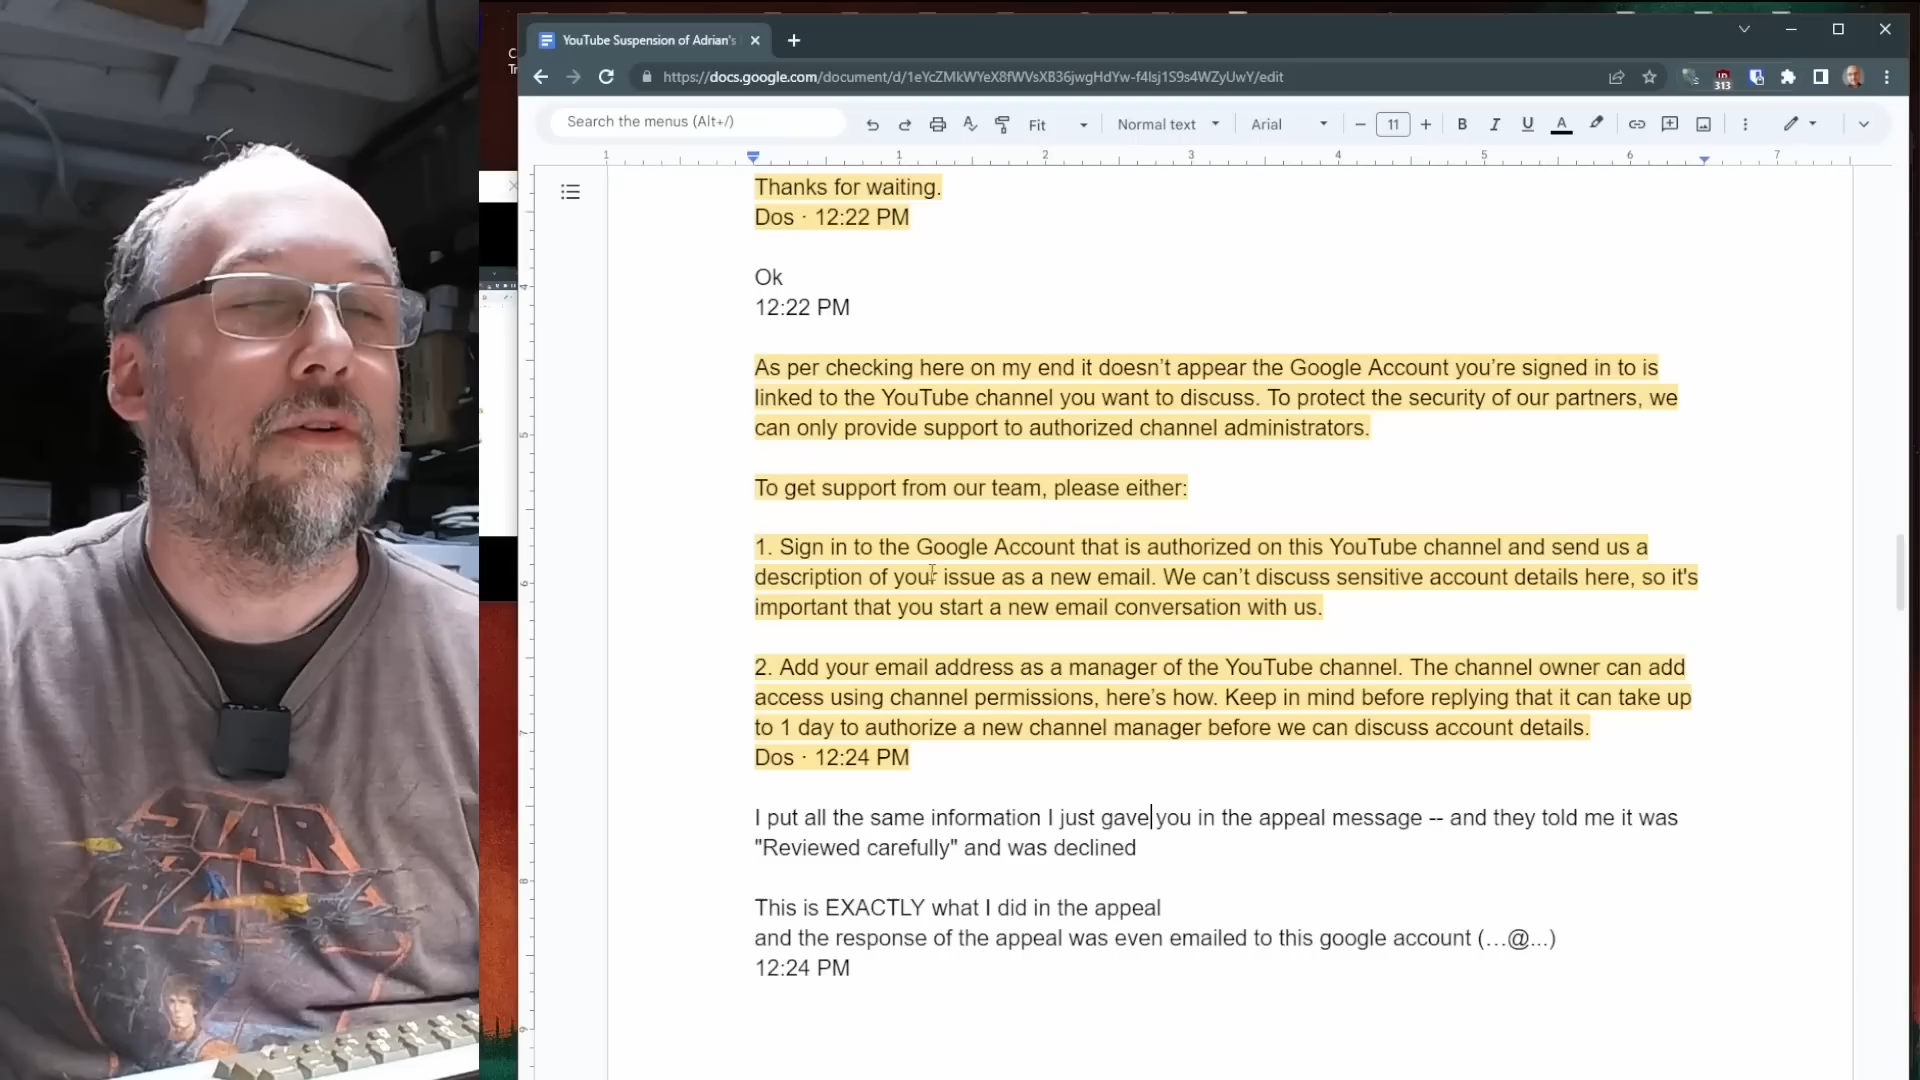 YouTube Suspension of Adrian's
https://docs.google.com/document/d/1eYcZMkWYeX8fWVsXB36jwgHdYw-f4lsj1S9s4WZyUwY/edit
313
Search the menus (Alt+/)
Fit
Normal text
Arial
11
B I U A
1 1 2 3 4 5 6 7
Thanks for waiting.
Dos · 12:22 PM
Ok
12:22 PM
As per checking here on my end it doesn't appear the Google Account you're signed in to is
linked to the YouTube channel you want to discuss. To protect the security of our partners, we
can only provide support to authorized channel administrators.
To get support from our team, please either:
1. Sign in to the Google Account that is authorized on this YouTube channel and send us a
description of your issue as a new email. We can't discuss sensitive account details here, so it's
important that you start a new email conversation with us.
2. Add your email address as a manager of the YouTube channel. The channel owner can add
access using channel permissions, here's how. Keep in mind before replying that it can take up
to 1 day to authorize a new channel manager before we can discuss account details.
Dos · 12:24 PM
I put all the same information I just gave you in the appeal message -- and they told me it was
"Reviewed carefully" and was declined
This is EXACTLY what I did in the appeal
and the response of the appeal was even emailed to this google account (…@...)
12:24 PM
STAR
WARS